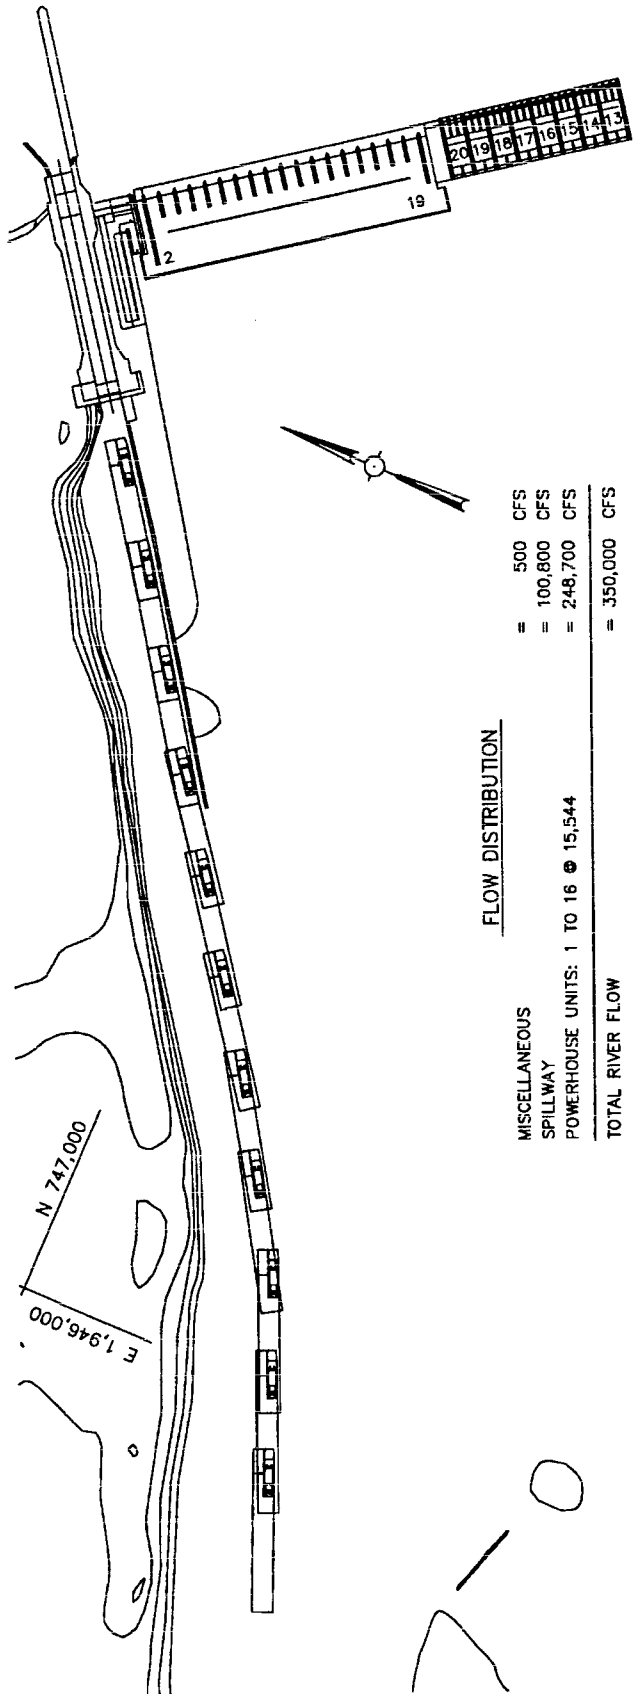 20 19 18 17 16 15 14 13
2
19
N 747,000
E 1,946,000
FLOW DISTRIBUTION
MISCELLANEOUS = 500 CFS
SPILLWAY = 100,800 CFS
POWERHOUSE UNITS: 1 TO 16 @ 15,544 = 248,700 CFS
TOTAL RIVER FLOW = 350,000 CFS